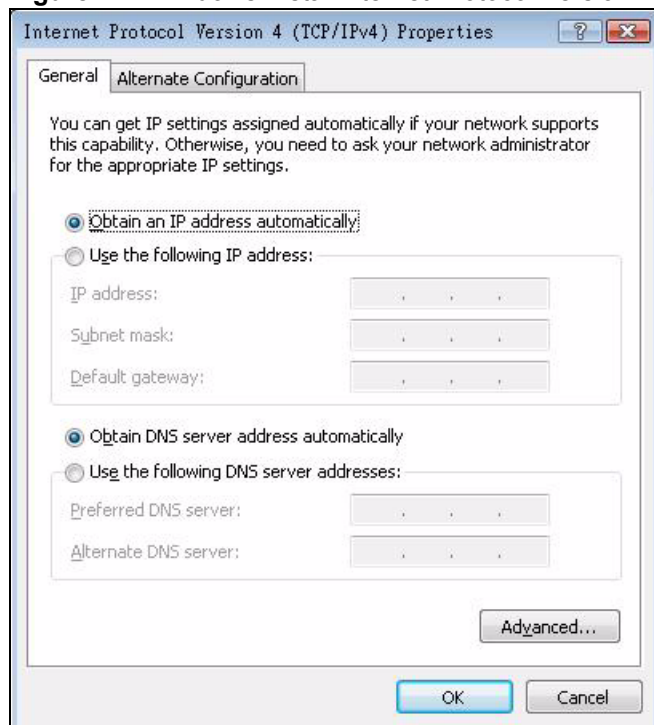 Internet Protocol Version 4 (TCP/IPv4) Properties
General
Alternate Configuration
You can get IP settings assigned automatically if your network supports
this capability. Otherwise, you need to ask your network administrator
for the appropriate IP settings.
Obtain an IP address automatically
Use the following IP address:
IP address:
Subnet mask:
Default gateway:
Obtain DNS server address automatically
Use the following DNS server addresses:
Preferred DNS server:
Alternate DNS server:
Advanced...
OK
Cancel